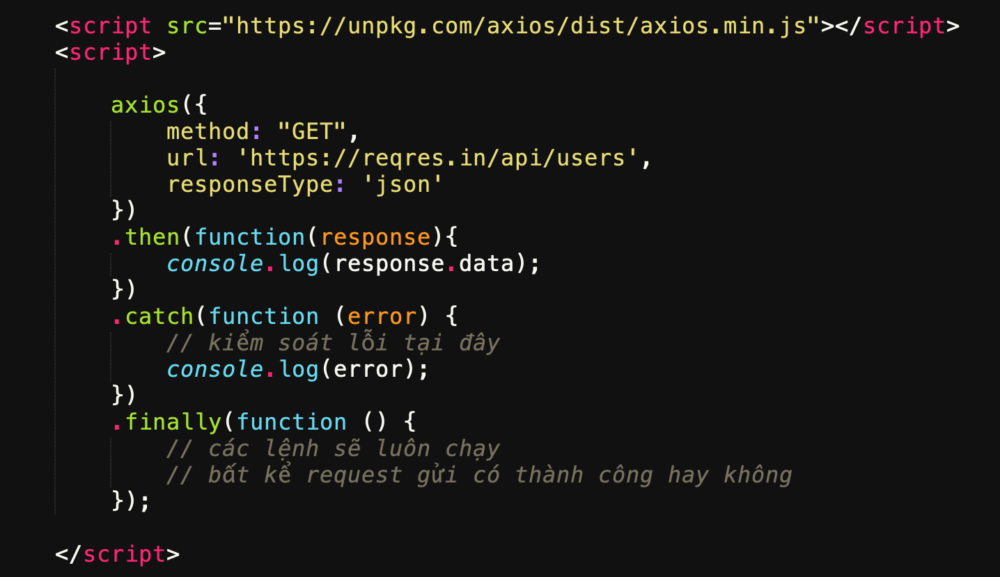 <script src="https://unpkg.com/axios/dist/axios.min.js"></script>
<script>
axios({
method: "GET",
url: 'https://reqres.in/api/users',
responseType: 'json'
})
.then(function(response){
console.log(response.data);
})
.catch(function (error) {
// kiểm soát lỗi tại đây
console.log(error);
})
.finally(function () {
// các lệnh sẽ luôn chạy
// bất kể request gửi có thành công hay không
});
</script>